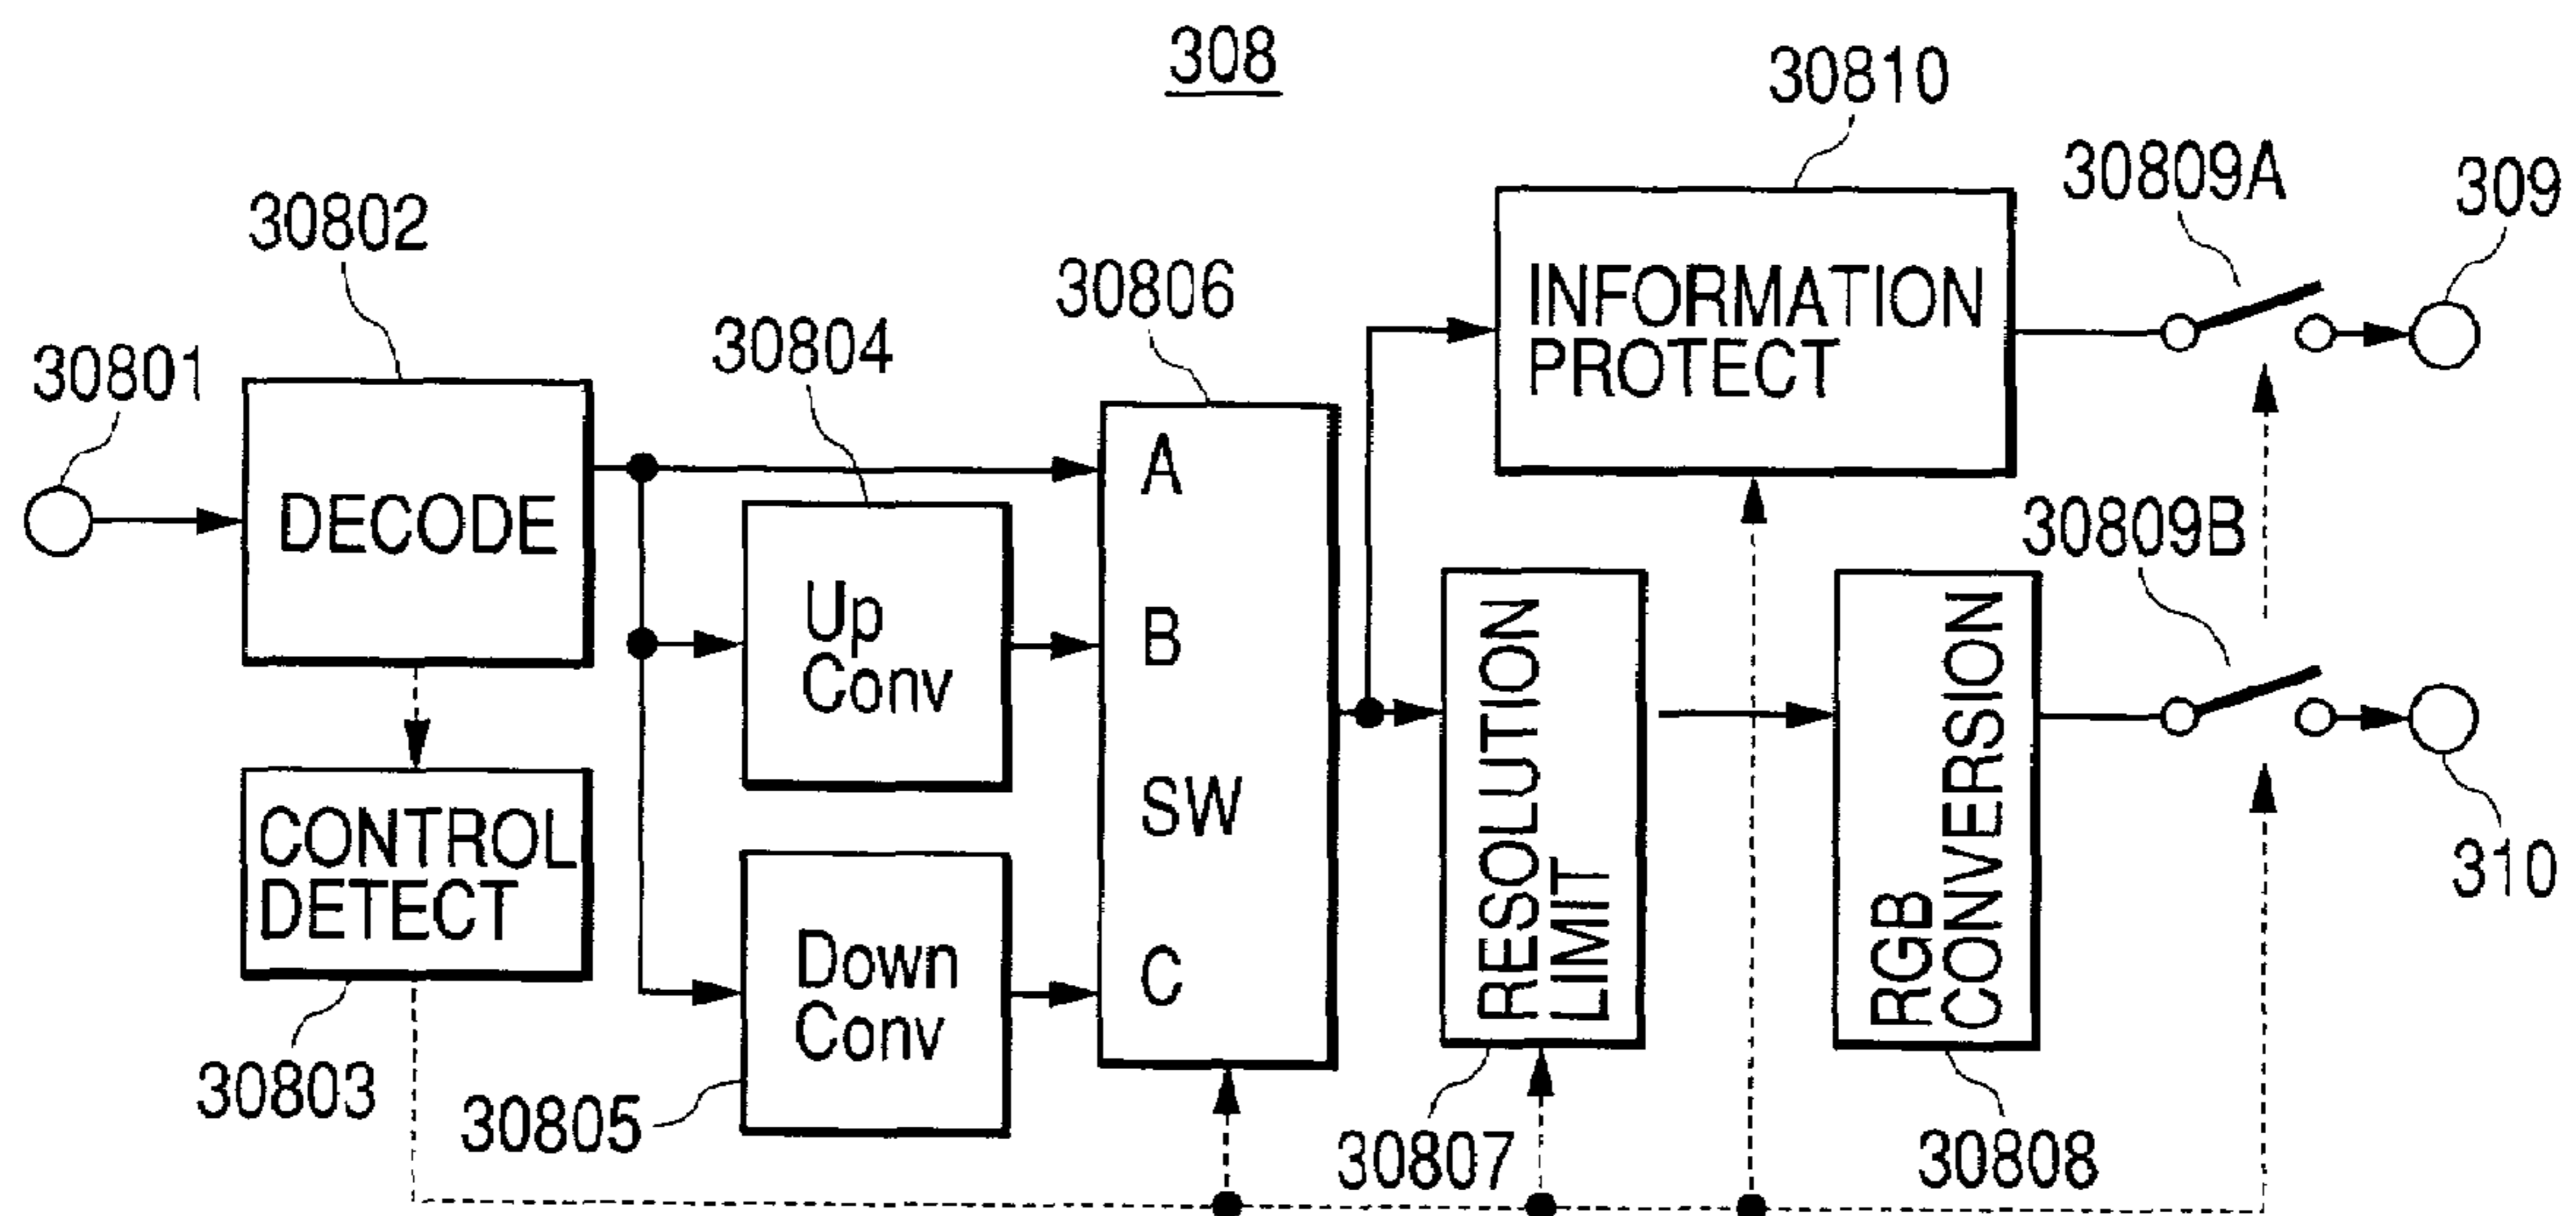 308
30810
30809A
309
30802
30806
30804
30801
INFORMATION
PROTECT
A
DECODE
30809B
Up
Conv
B
RESOLUTION
LIMIT
RGB
CONVERSION
SW
CONTROL
DETECT
310
Down
Conv
C
30803
30805
30807
30808